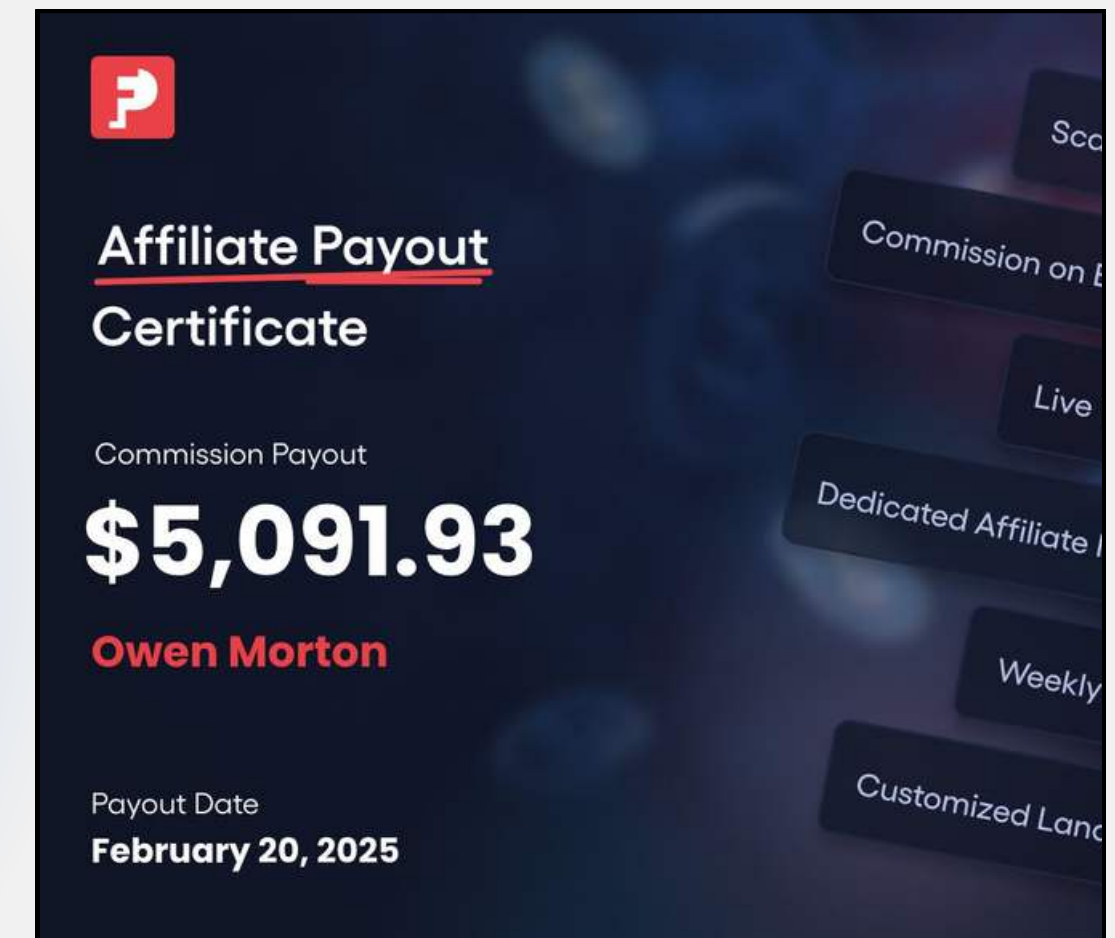 Affiliate Payout
Certificate
Commission Payout
$5,091.93
Owen Morton
Payout Date
February 20, 2025
Commission on
Live
Dedicated Affiliate
Weekly
Customized